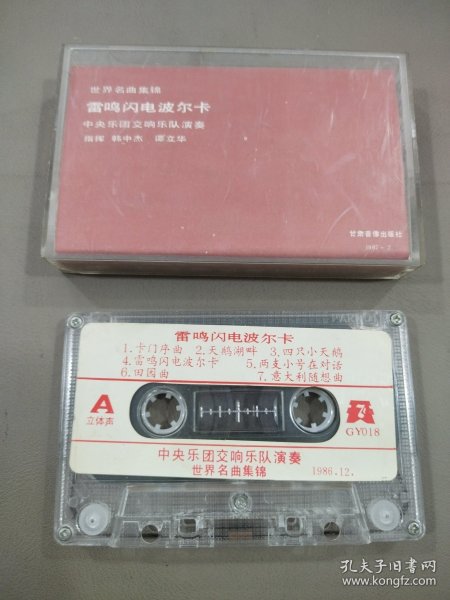 世界名曲集锦
雷鸣闪电波尔卡
中央乐团交响乐队演奏
指挥 韩中杰 谭立华
甘肃音像出版社
雷鸣闪电波尔卡
1.卡门序曲 2.天鹅湖畔 3.四只小天鹅
4.雷鸣闪电波尔卡 5.两支小号在对话
6.田园曲 7.意大利随想曲
A
立体声
GY018
中央乐团交响乐队演奏
世界名曲集锦 1986.12.
孔夫子旧书网
www.kongfz.com